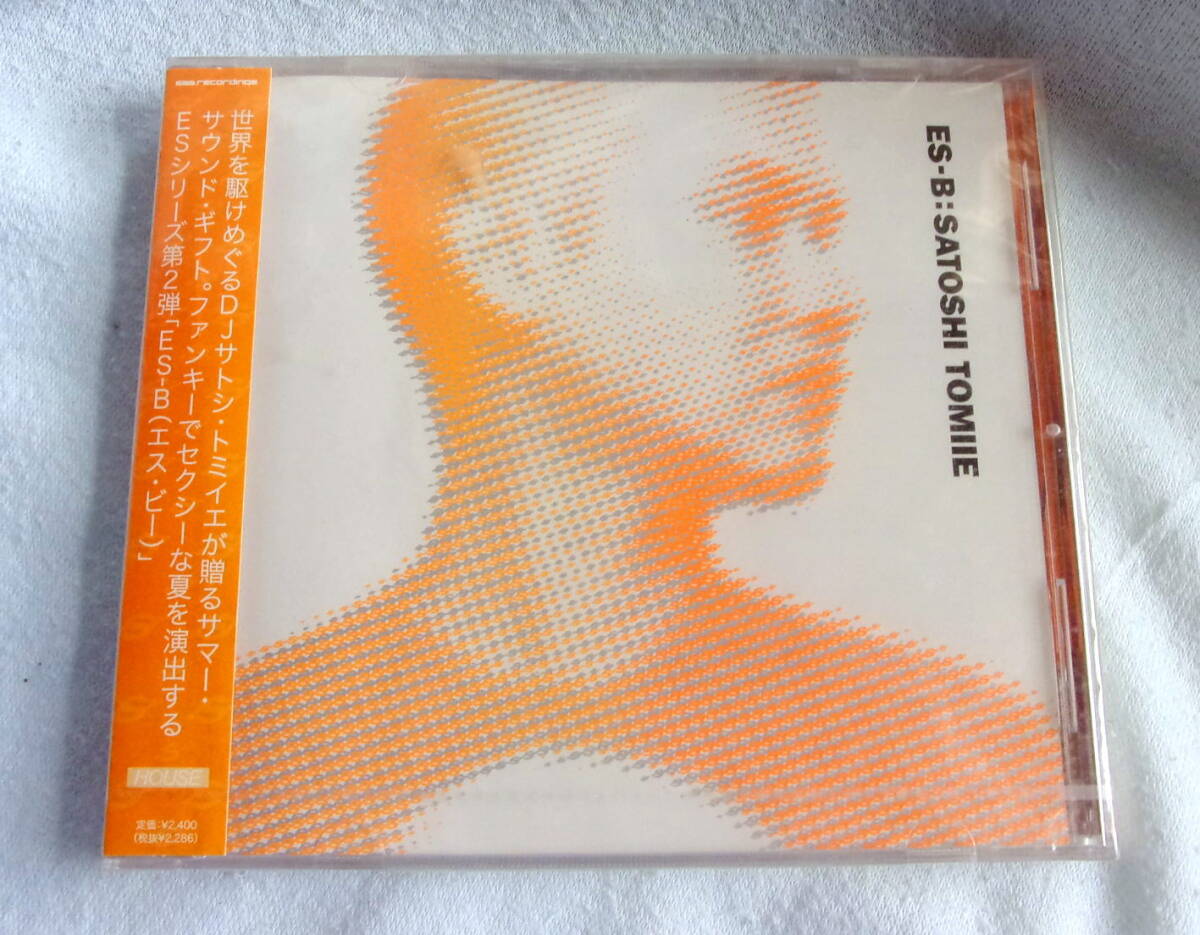 saw.recordings
世界を駆けめぐるDJサトシ・トミイエが贈るサマー・
サウンド・ギフト。ファンキーでセクシーな夏を演出する
ESシリーズ第2弾「ES-B(エス・ビー)」
HOUSE
定価:¥2,400
(税抜¥2,286)
ES-B:SATOSHI TOMIIE